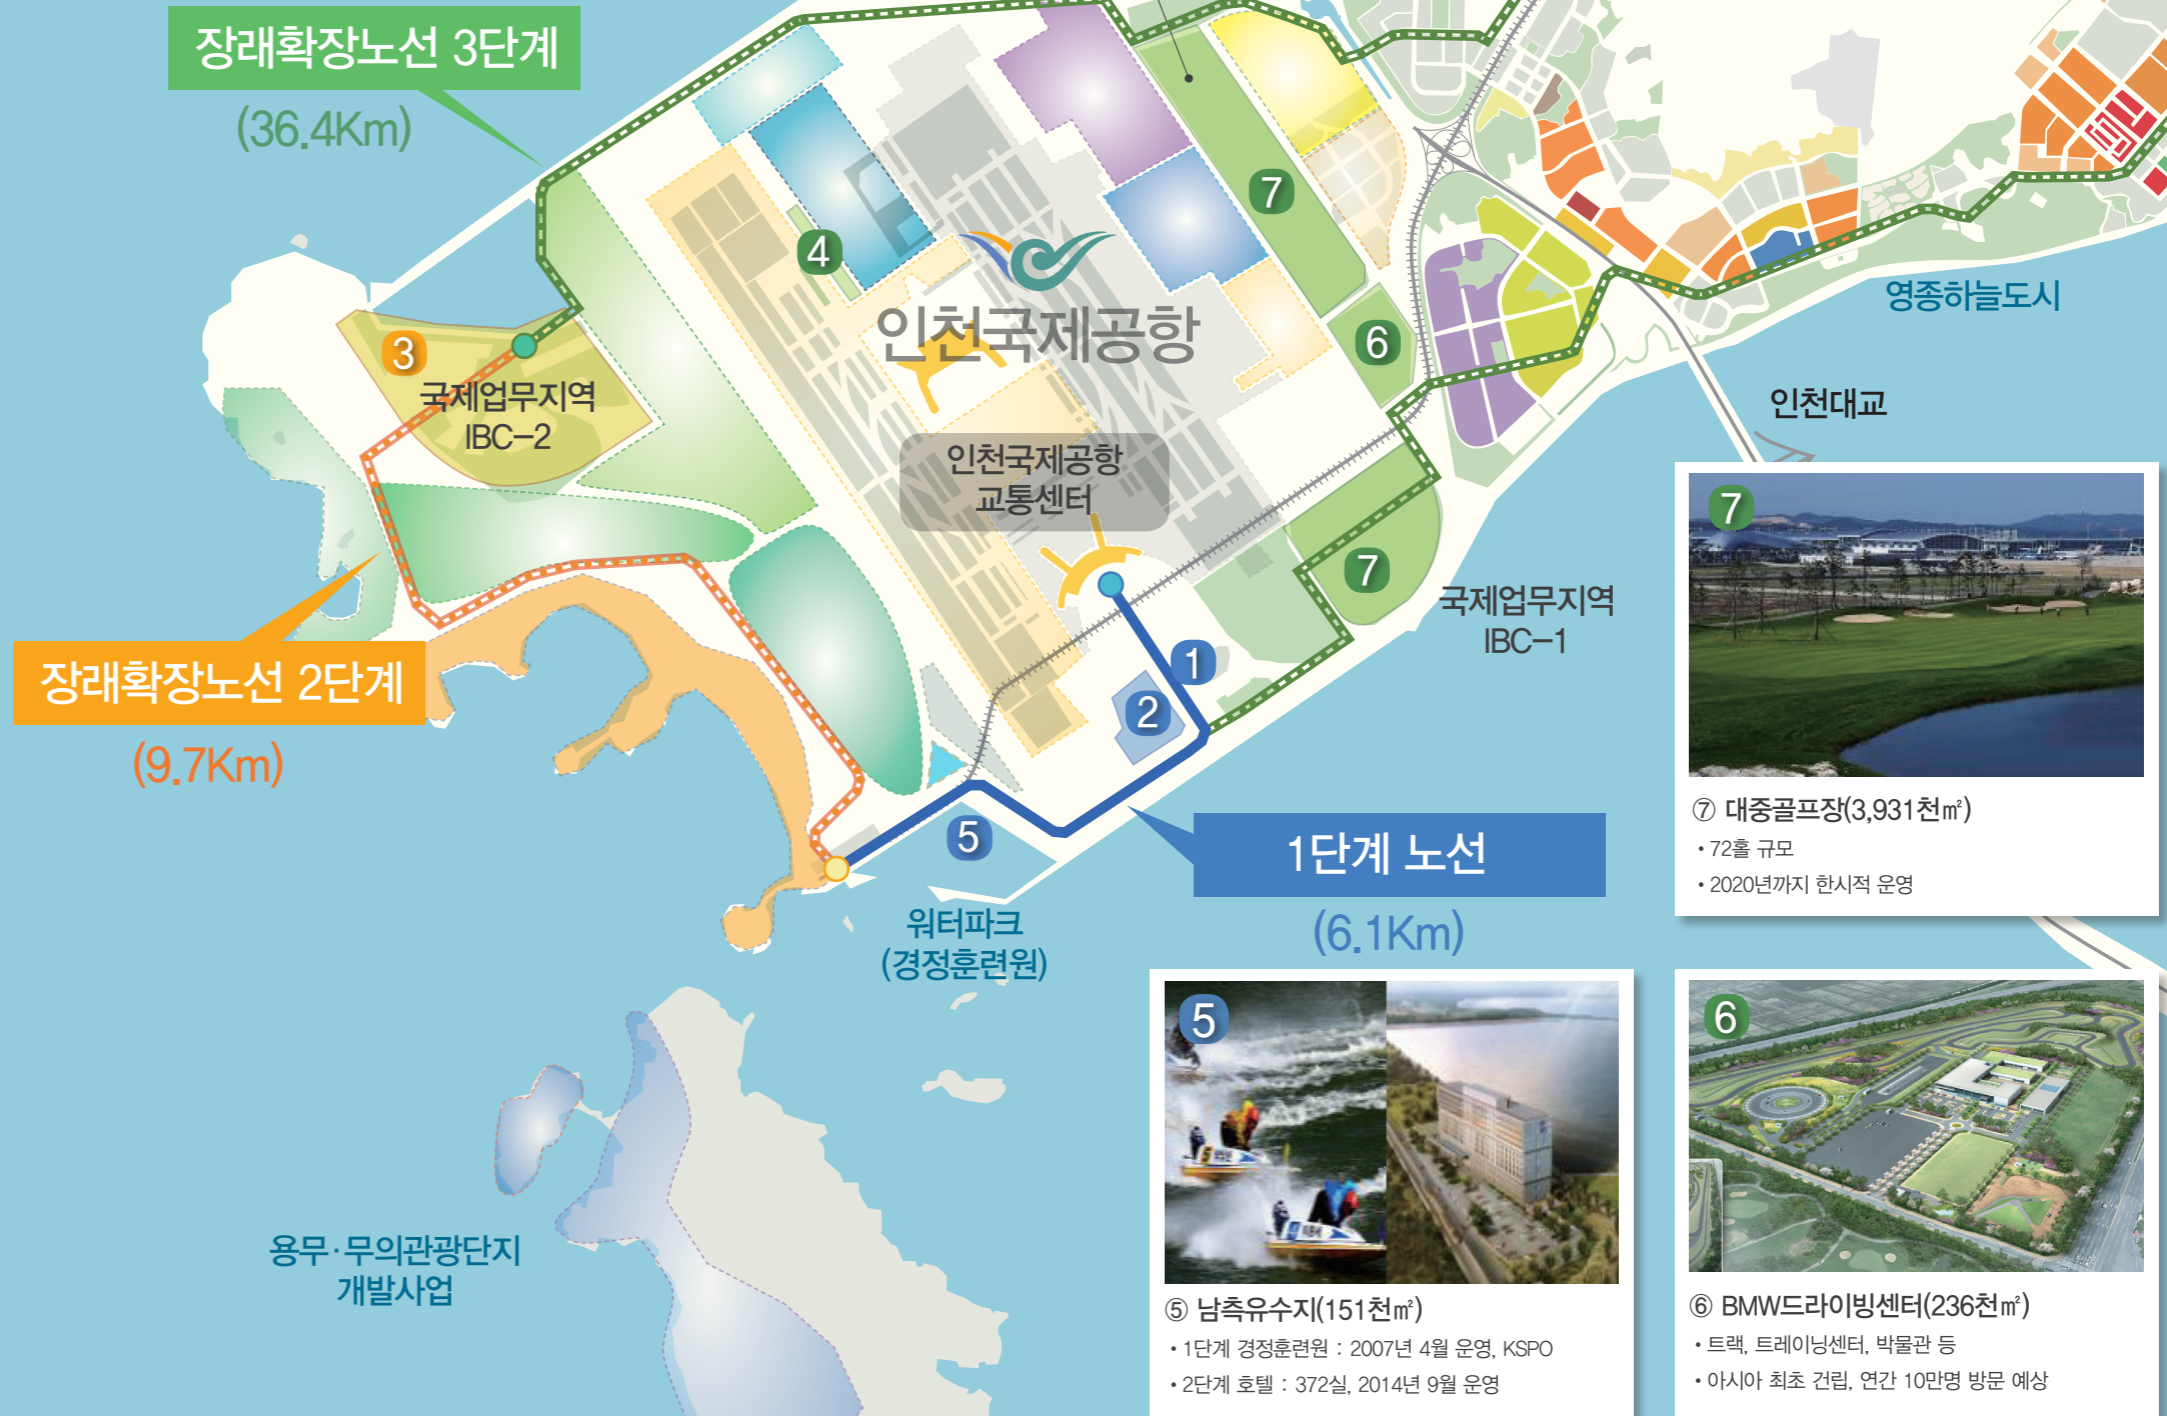 장래확장노선 3단계
(36.4Km)
7
4
인천국제공항
영종하늘도시
3
6
국제업무지역
IBC-2
인천대교
인천국제공항
교통센터
7
국제업무지역
IBC-1
1
2
장래확장노선 2단계
(9.7Km)
5
1단계 노선
(6.1Km)
워터파크
(경정훈련원)
용무·무의관광단지
개발사업
7
⑦ 대중골프장(3,931천㎡)
• 72홀 규모
• 2020년까지 한시적 운영
5
⑤ 남측유수지(151천㎡)
• 1단계 경정훈련원 : 2007년 4월 운영, KSPO
• 2단계 호텔 : 372실, 2014년 9월 운영
6
⑥ BMW드라이빙센터(236천㎡)
• 트랙, 트레이닝센터, 박물관 등
• 아시아 최초 건립, 연간 10만명 방문 예상